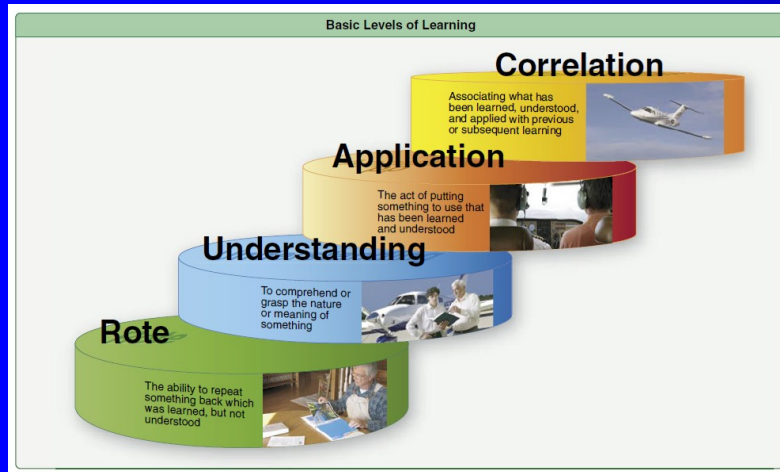 Basic Levels of Learning
Correlation
Associating what has
been learned, understood,
and applied with previous
or subsequent learning
Application
The act of putting
something to use that
has been learned
and understood
Understanding
To comprehend or
grasp the nature
or meaning of
something
Rote
The ability to repeat
something back which
was learned, but not
understood